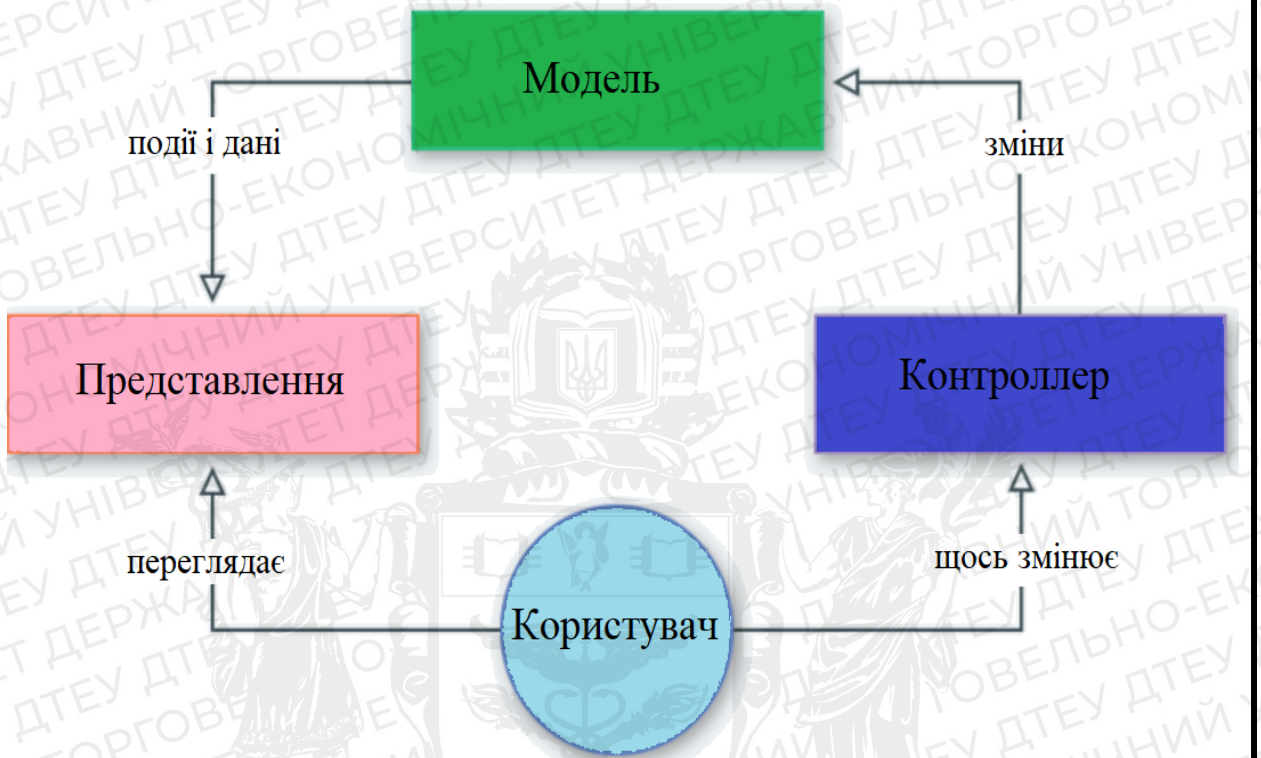 Модель
події і дані
зміни
Представлення
Контроллер
переглядає
щось змінює
Користувач